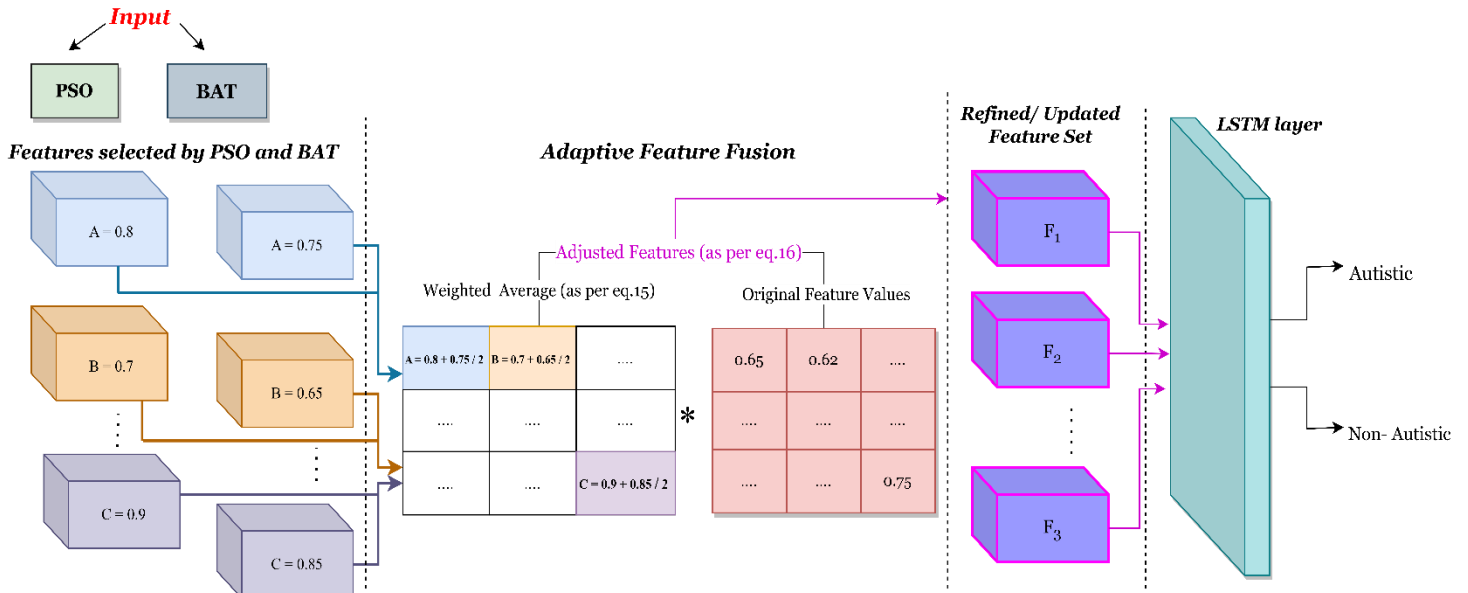 Input
PSO
BAT
Features selected by PSO and BAT
A = 0.8
A = 0.75
B = 0.7
B = 0.65
....
....
C = 0.9
C = 0.85
Adaptive Feature Fusion
Adjusted Features (as per eq.16)
Weighted Average (as per eq.15)
Original Feature Values
A = 0.8 + 0.75 / 2
B = 0.7 + 0.65 / 2
....
....
....
....
....
....
C = 0.9 + 0.85 / 2
*
0.65
0.62
....
....
....
....
....
....
0.75
Refined/ Updated
Feature Set
F1
F2
....
F3
LSTM layer
Autistic
Non- Autistic